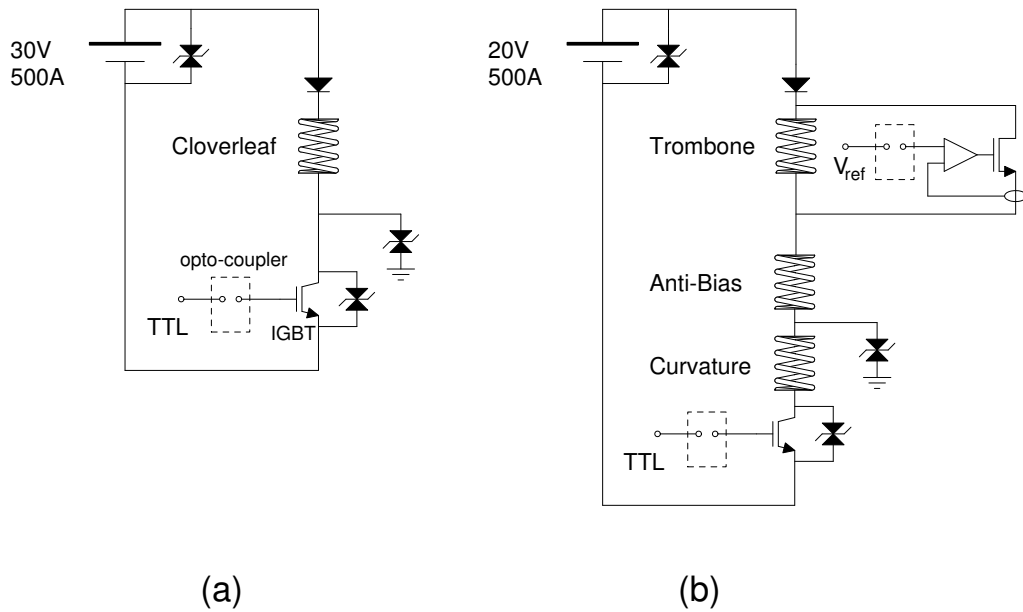 30V
500A
Cloverleaf
opto-coupler
TTL
IGBT
(a)
20V
500A
Trombone
Vref
Anti-Bias
Curvature
TTL
(b)